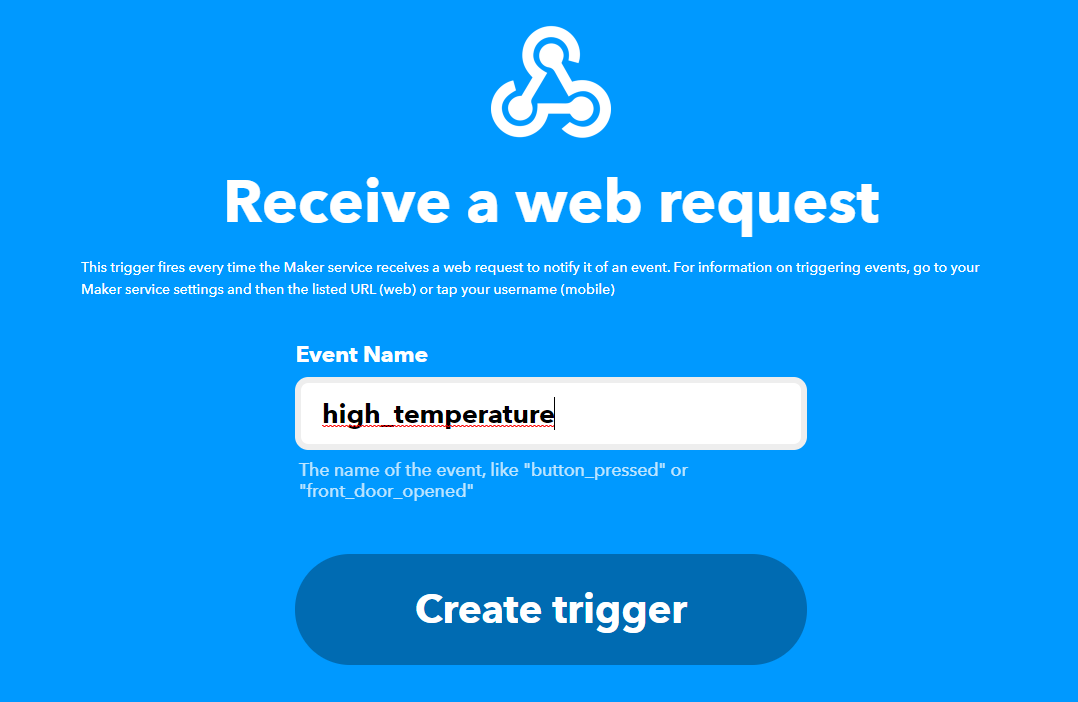 Receive a web request
This trigger fires every time the Maker service receives a web request to notify it of an event. For information on triggering events, go to your
Maker service settings and then the listed URL (web) or tap your username (mobile)
Event Name
high_temperature
The name of the event, like "button_pressed" or
"front_door_opened"
Create trigger